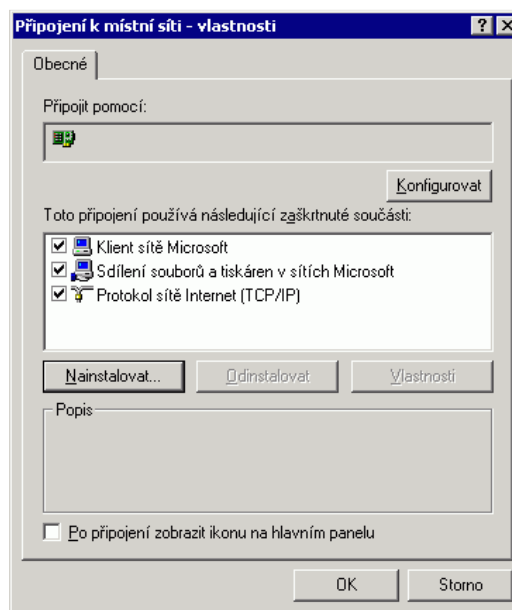 Připojení k místní síti - vlastnosti
Obecné
Připojit pomocí:
Konfigurovat
Toto připojení používá následující zaškrtnuté součásti:
Klient sítě Microsoft
Sdílení souborů a tiskáren v sítích Microsoft
Protokol sítě Internet (TCP/IP)
Nainstalovat... Odinstalovat Vlastnosti
Popis
Po připojení zobrazit ikonu na hlavním panelu
OK Storno